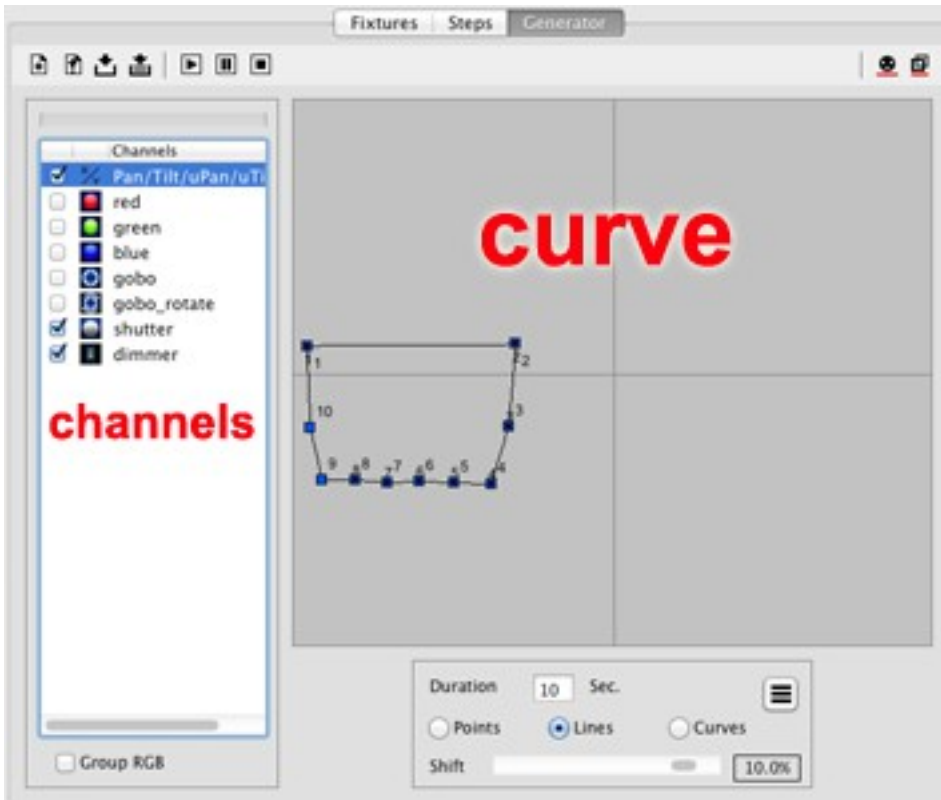 Fixtures Steps Generator
Channels
Pan/Tilt/uPan/uTi
red
green
blue
gobo
gobo_rotate
shutter
dimmer
channels
curve
1
2
10
3
9 8 7 6 5 4
Duration 10 Sec.
Points Lines Curves
Group RGB
Shift 10.0%